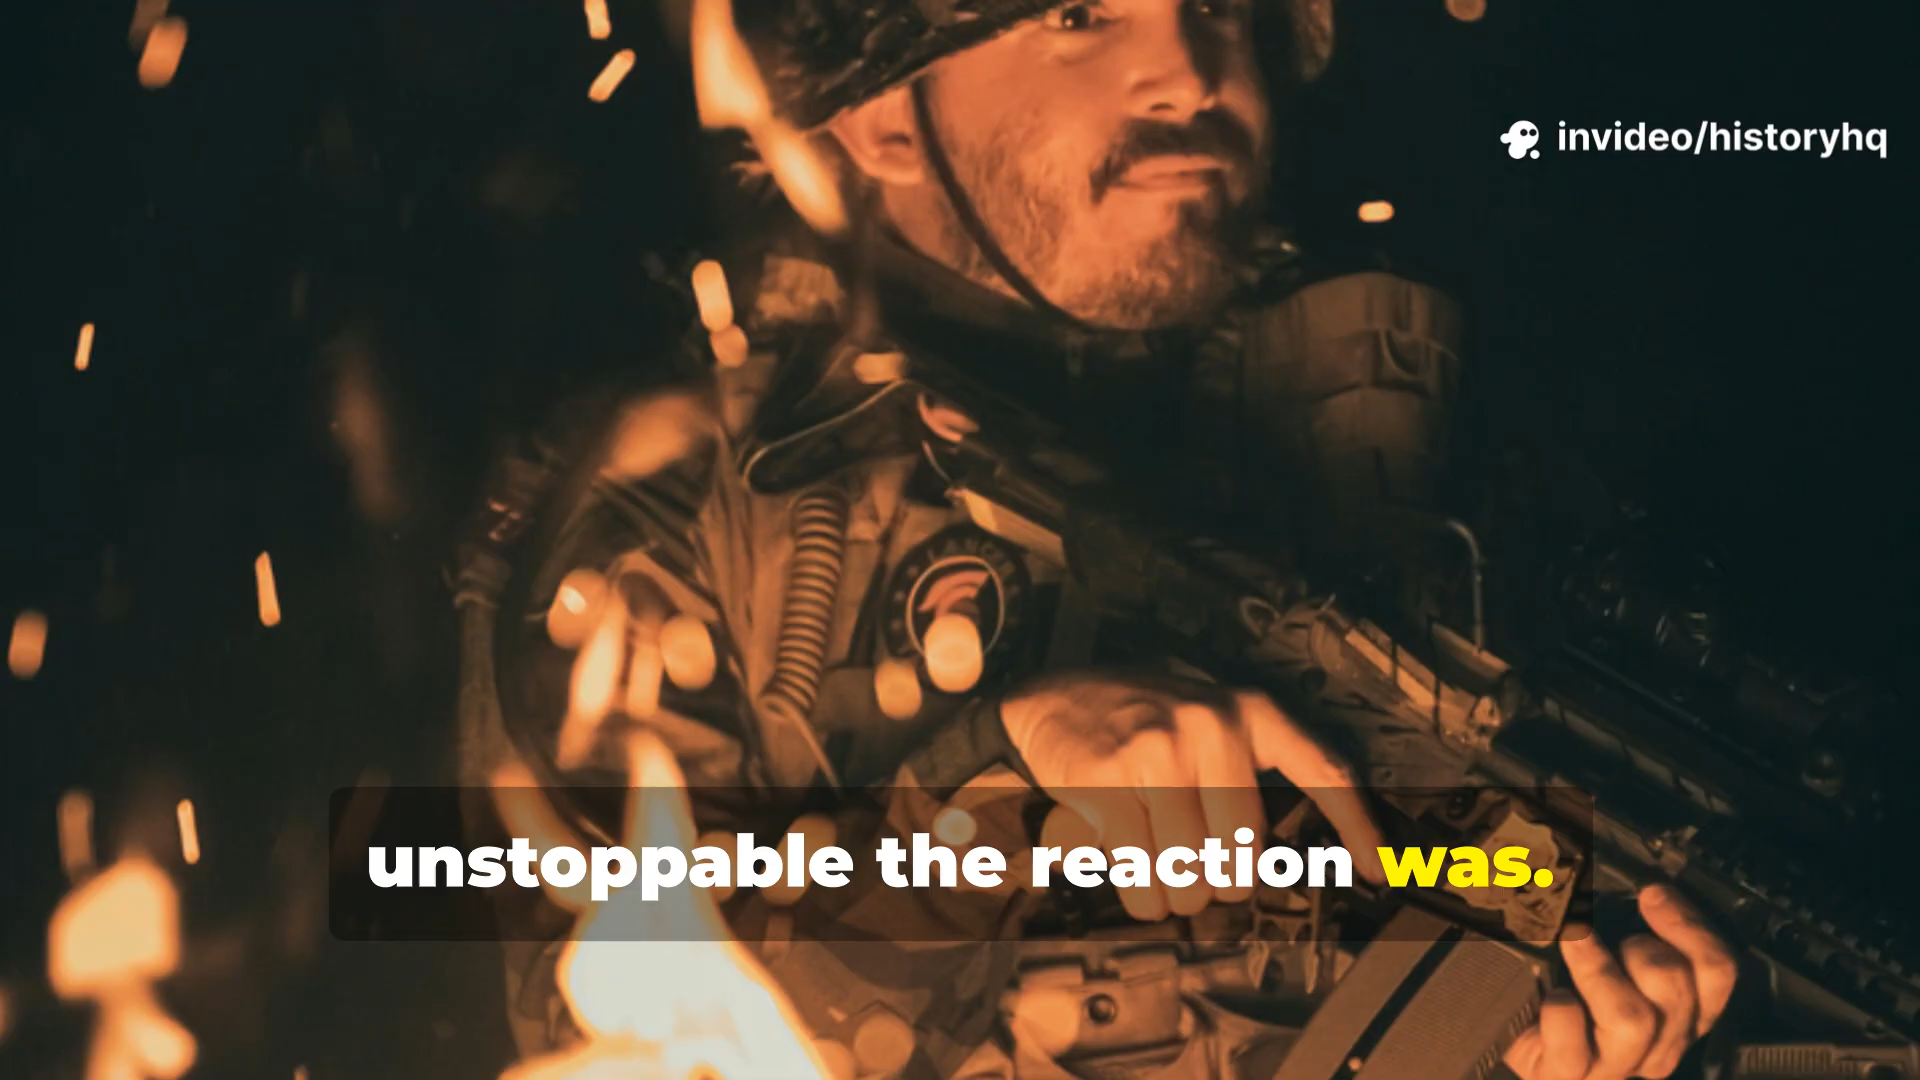 invideo/historyhq
unstoppable the reaction was.